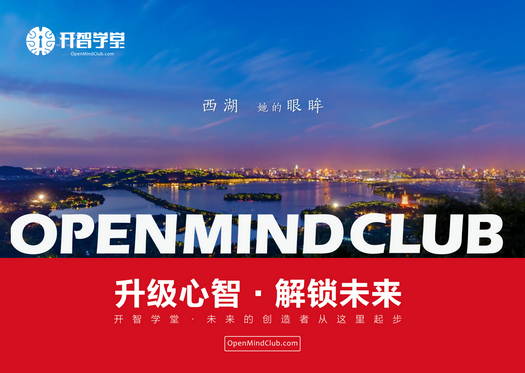 开智学堂
OpenMindClub.com
西湖 她的眼眸
OPENMINDCLUB
升级心智·解锁未来
开智学堂·未来的创造者从这里起步
OpenMindClub.com